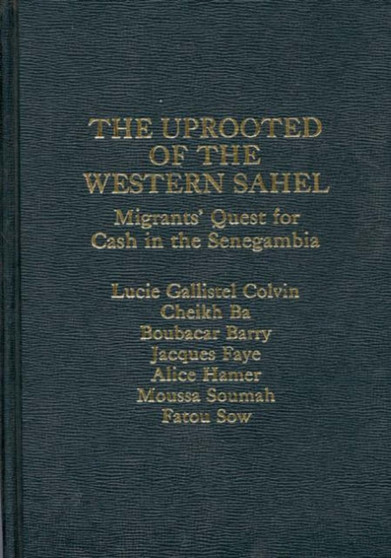 THE UPROOTED
OF THE
WESTERN SAHEL
Migrants' Quest for
Cash in the Senegambia
Lucie Gallistel Colvin
Cheikh Ba
Boubacar Barry
Jacques Faye
Alice Hamer
Moussa Soumah
Fatou Sow